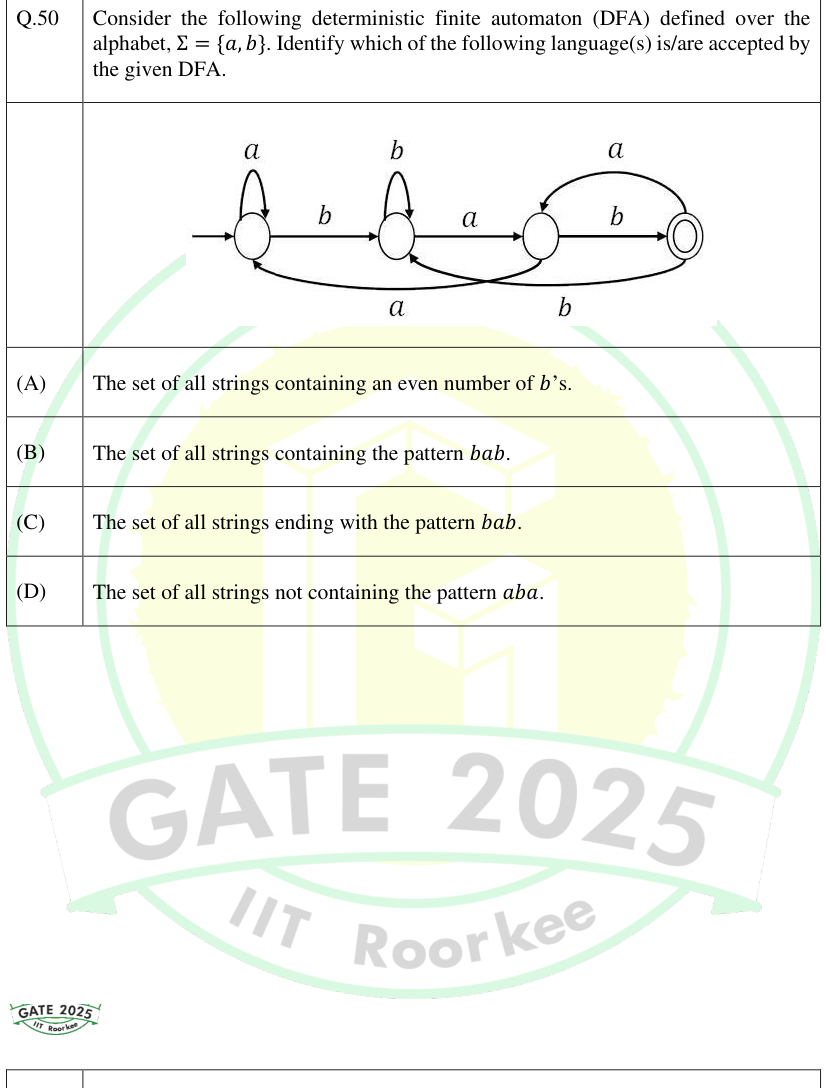 Q.50
Consider the following deterministic finite automaton (DFA) defined over the
alphabet, Σ = {a, b}. Identify which of the following language(s) is/are accepted by
the given DFA.
a b a
b a b
a b
(A) The set of all strings containing an even number of b’s.
(B) The set of all strings containing the pattern bab.
(C) The set of all strings ending with the pattern bab.
(D) The set of all strings not containing the pattern aba.
GATE 2025
IIT Roorkee
GATE 2025
IIT Roorkee